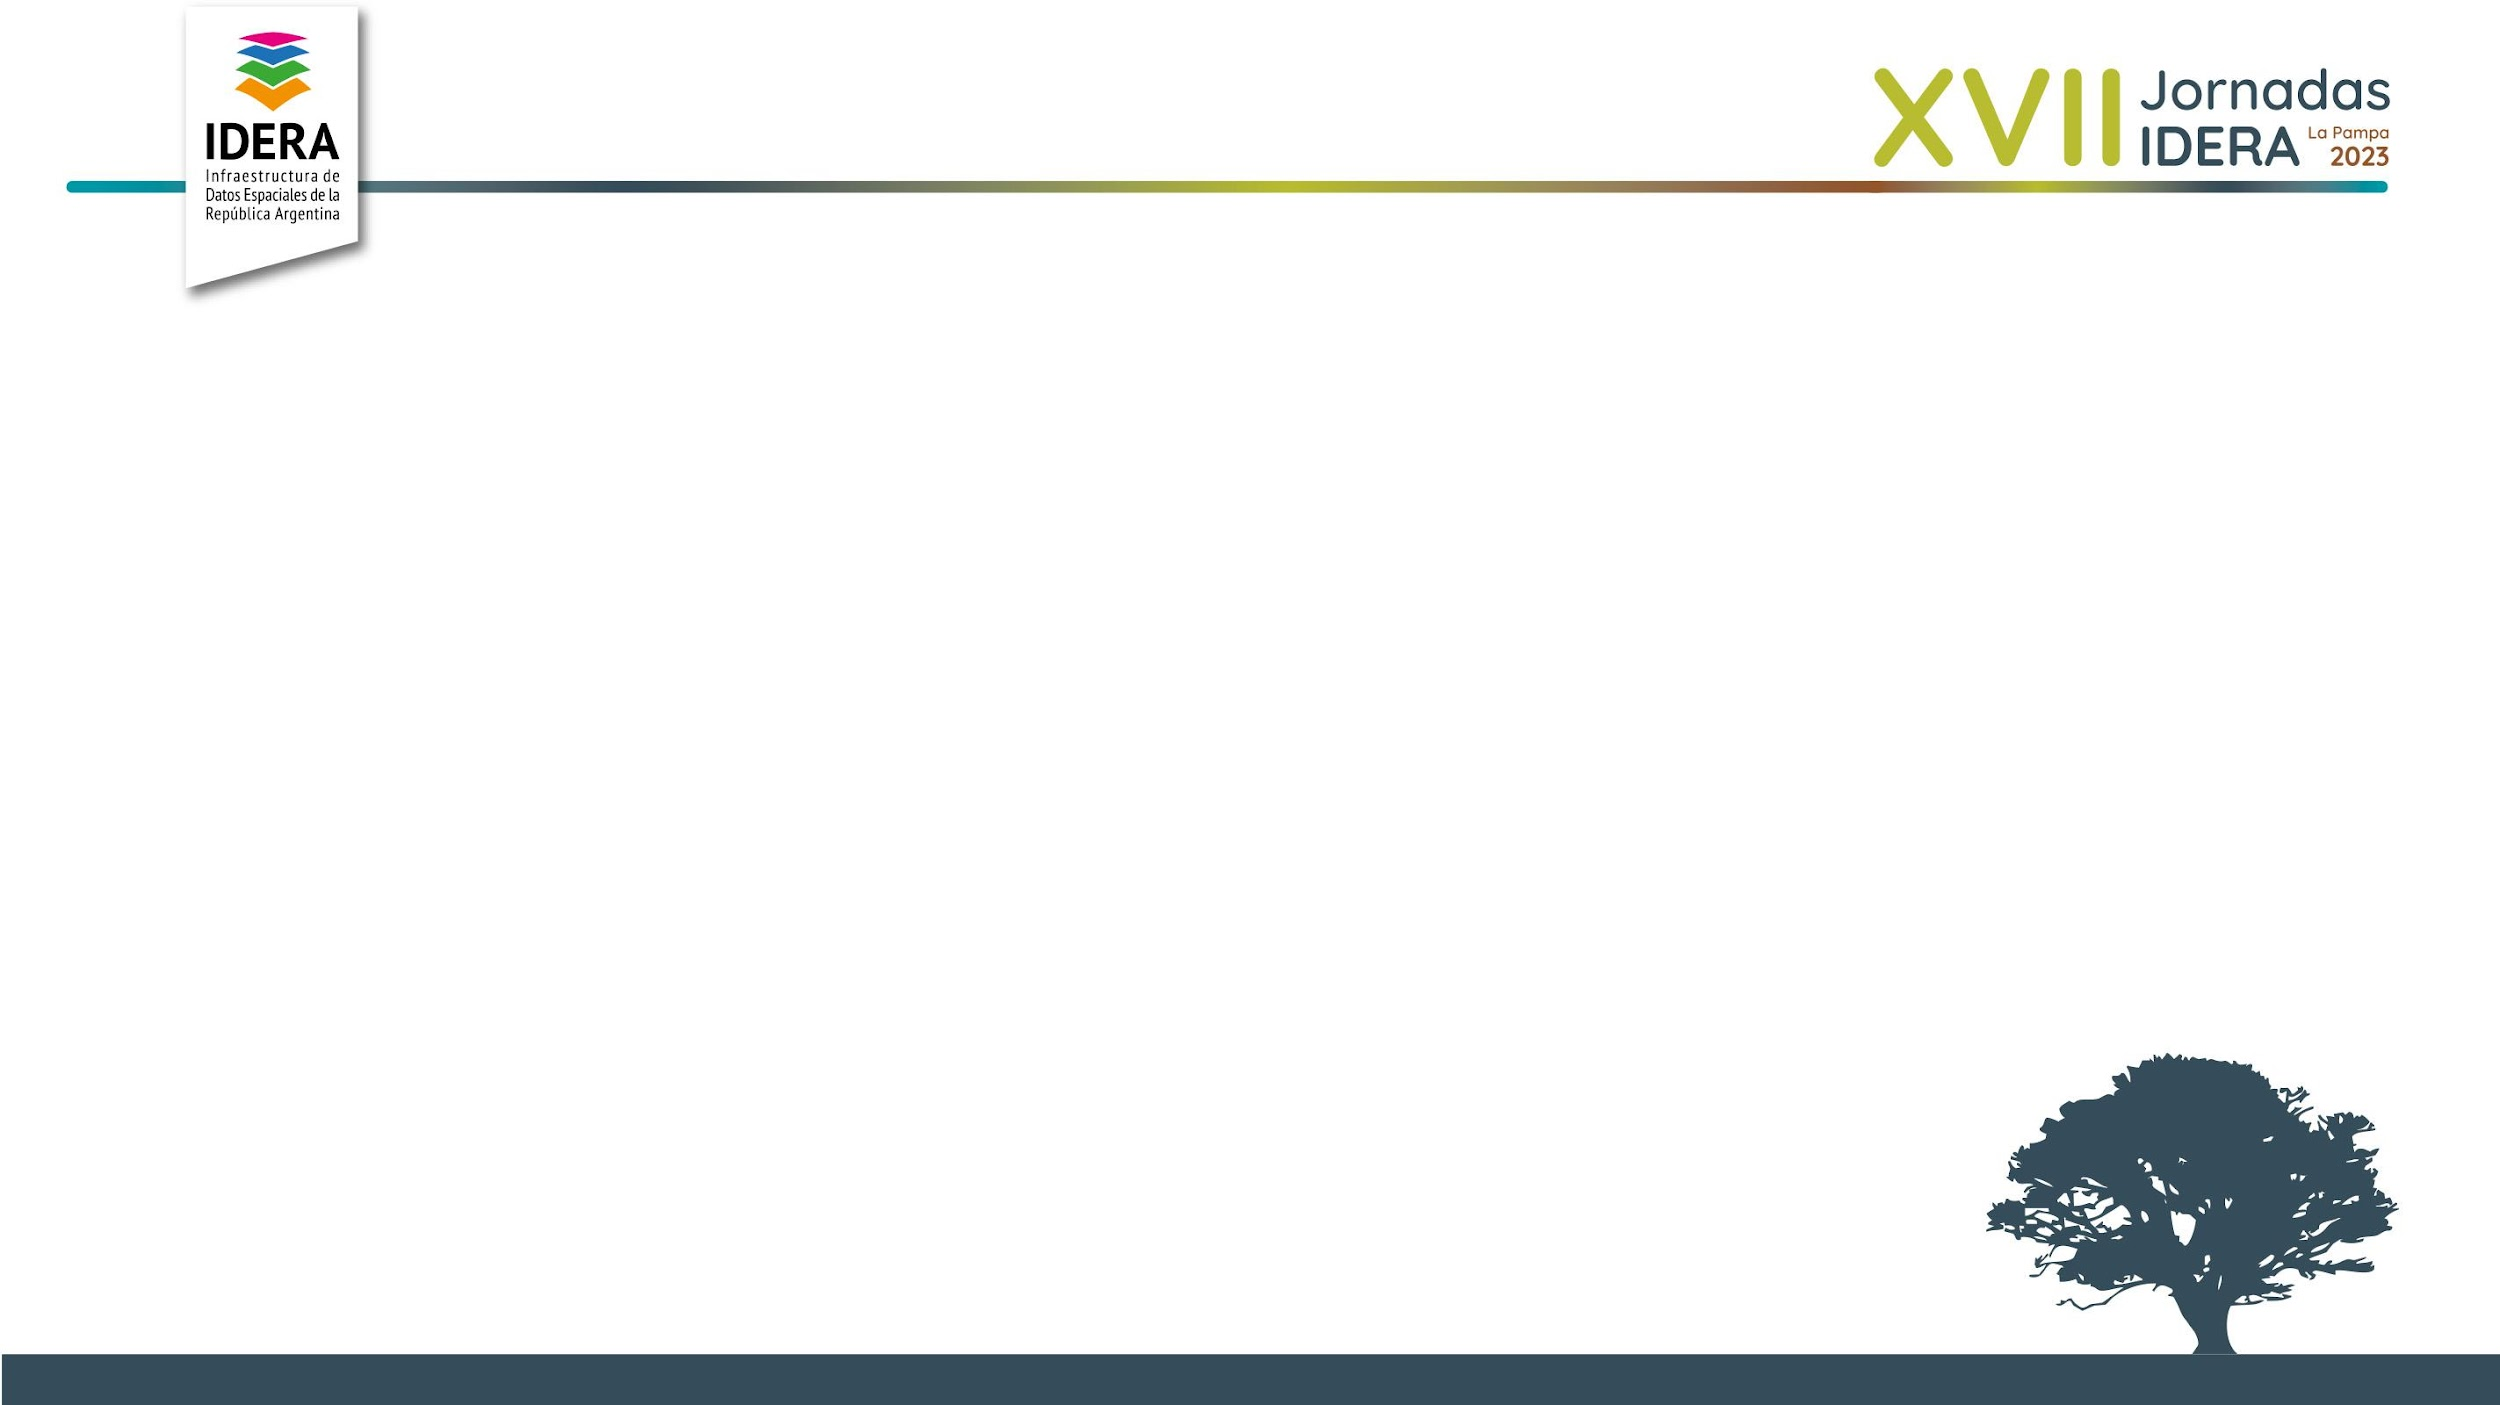 IDERA
Infraestructura de
Datos Espaciales de la
República Argentina
XVII Jornadas
IDERA La Pampa
2023